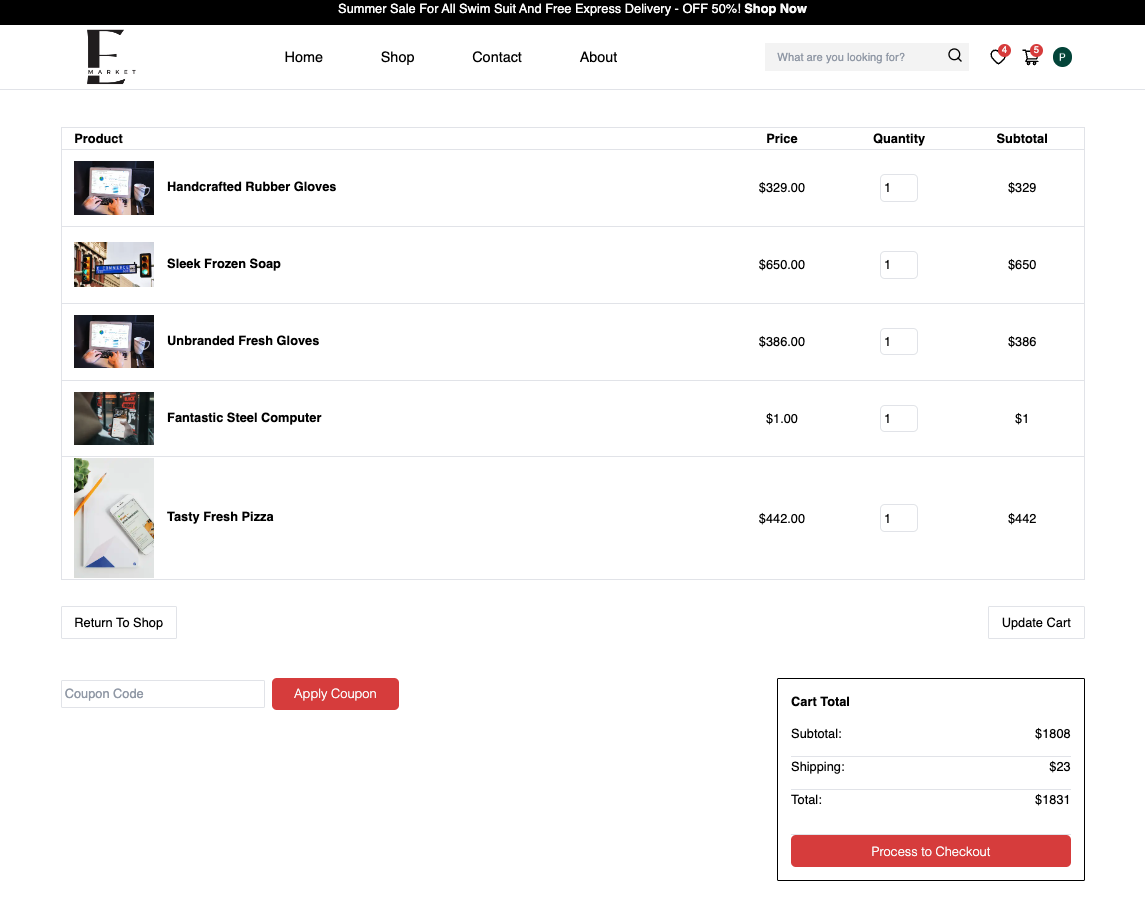 Summer Sale For All Swim Suit And Free Express Delivery - OFF 50%! Shop Now
E
MARKET
Home Shop Contact About
What are you looking for?
4 5 P
Product Price Quantity Subtotal
Handcrafted Rubber Gloves $329.00 1 $329
Sleek Frozen Soap $650.00 1 $650
Unbranded Fresh Gloves $386.00 1 $386
Fantastic Steel Computer $1.00 1 $1
Tasty Fresh Pizza $442.00 1 $442
Return To Shop Update Cart
Coupon Code Apply Coupon
Cart Total
Subtotal: $1808
Shipping: $23
Total: $1831
Process to Checkout